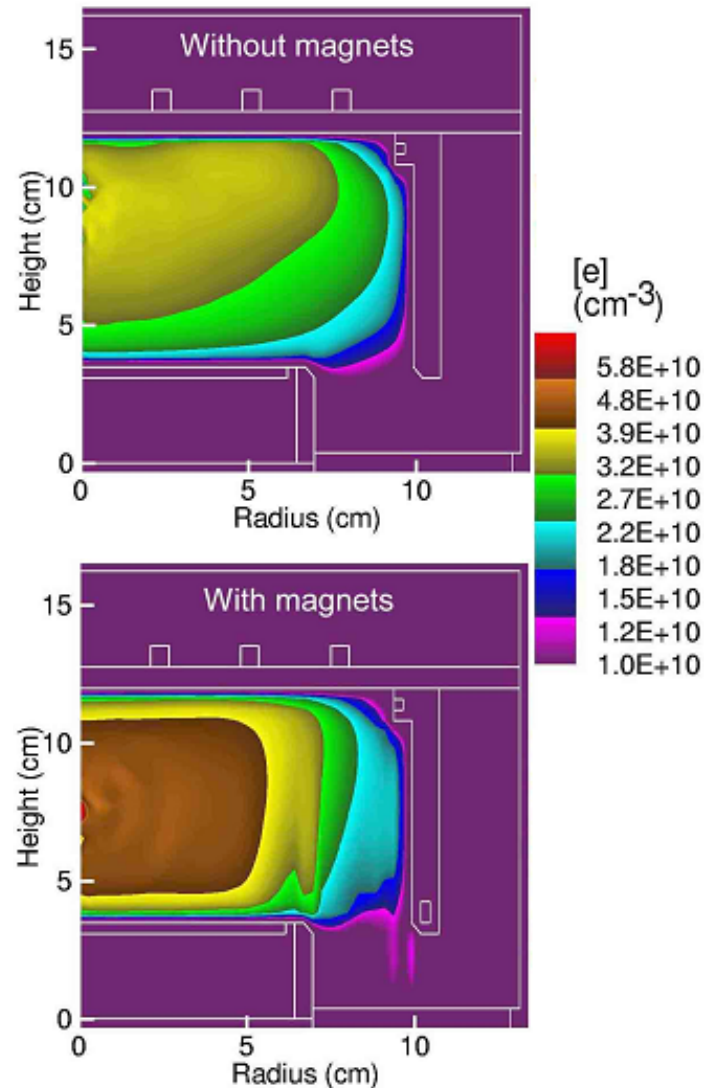 Without magnets
15
10
5
0
Height (cm)
0
5
10
Radius (cm)
[e]
(cm-3)
5.8E+10
4.8E+10
3.9E+10
3.2E+10
2.7E+10
2.2E+10
1.8E+10
1.5E+10
1.2E+10
1.0E+10
With magnets
15
10
5
0
Height (cm)
0
5
10
Radius (cm)